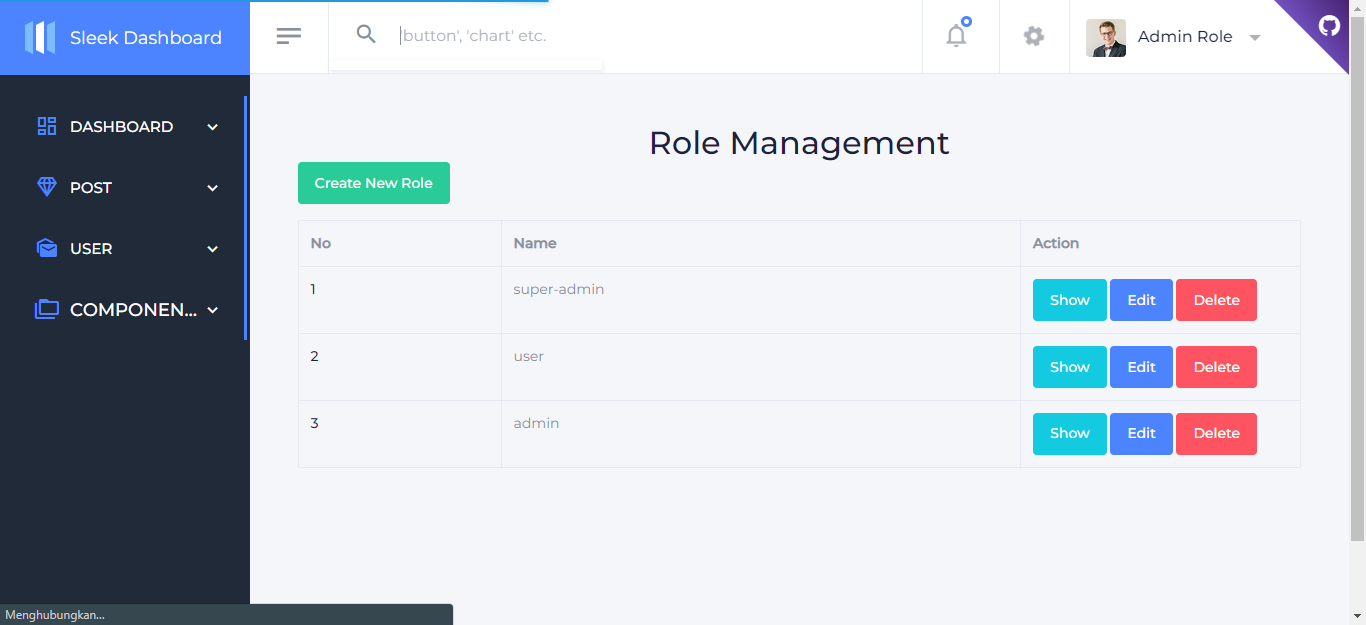 Sleek Dashboard
'button', 'chart' etc.
Admin Role
DASHBOARD
POST
USER
COMPONEN...
Role Management
Create New Role
No Name Action
1 super-admin Show Edit Delete
2 user Show Edit Delete
3 admin Show Edit Delete
Menghubungkan...